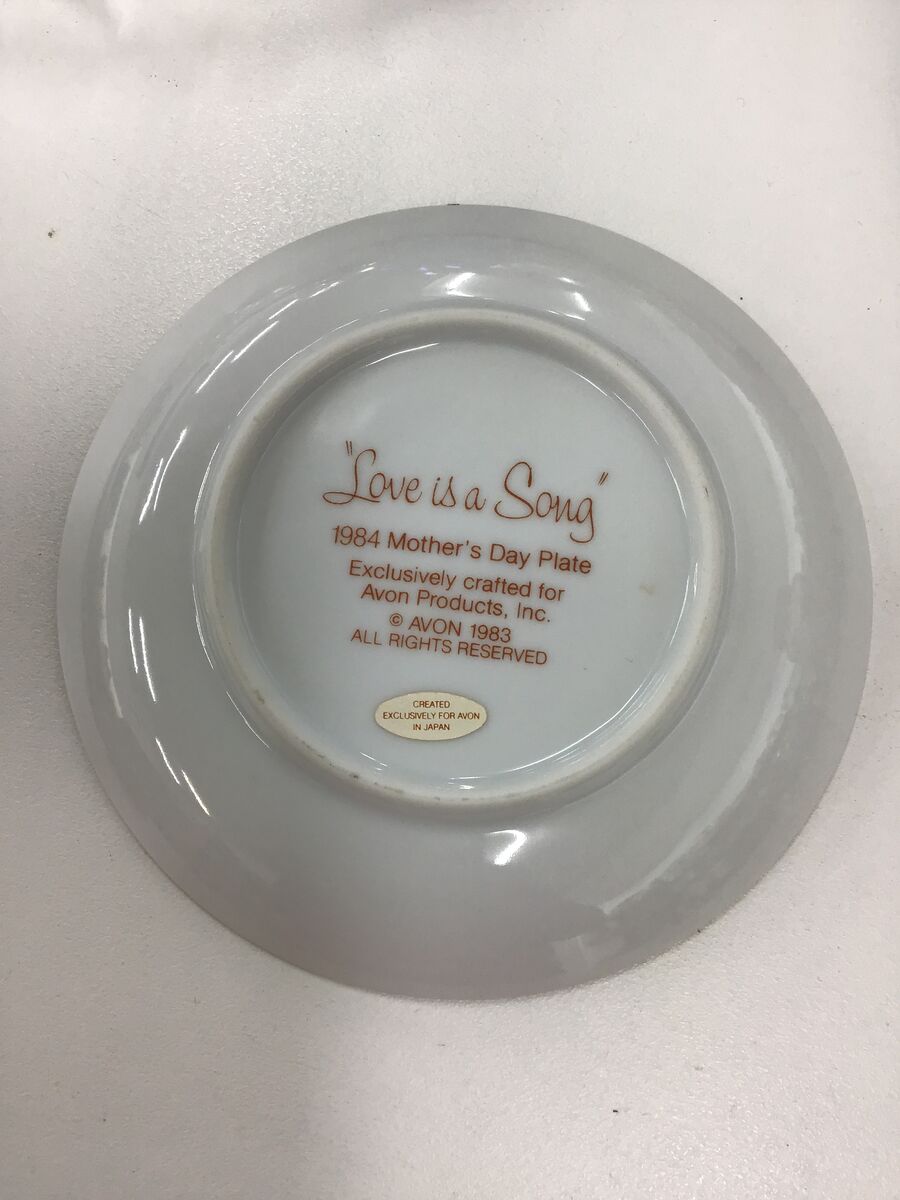 "Love is a Song"
1984 Mother's Day Plate
Exclusively crafted for
Avon Products, Inc.
© AVON 1983
ALL RIGHTS RESERVED
CREATED
EXCLUSIVELY FOR AVON
IN JAPAN